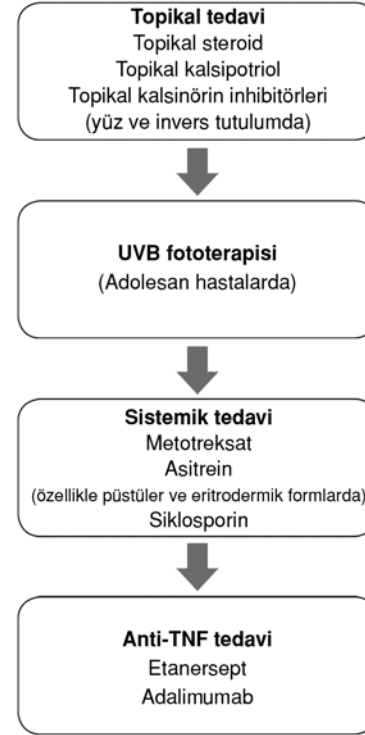 Topikal tedavi
Topikal steroid
Topikal kalsipotriol
Topikal kalsinörin inhibitörleri
(yüz ve invers tutulumda)
UVB fototerapisi
(Adolesan hastalarda)
Sistemik tedavi
Metotreksat
Asitrein
(özellikle püstüler ve eritrodermik formlarda)
Siklosporin
Anti-TNF tedavi
Etanersept
Adalimumab